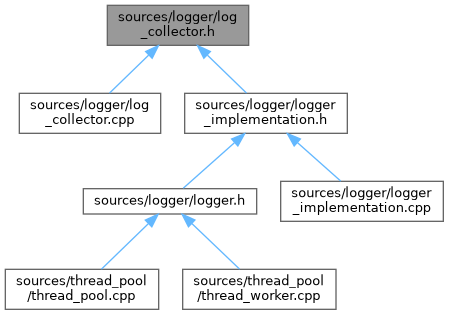 sources/logger/log
_collector.h
sources/logger/log
_collector.cpp
sources/logger/logger
_implementation.h
sources/logger/logger.h
sources/logger/logger
_implementation.cpp
sources/thread_pool
/thread_pool.cpp
sources/thread_pool
/thread_worker.cpp